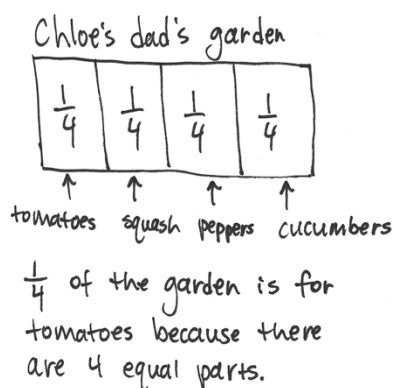 Chloe's dad's garden
1/4 1/4 1/4 1/4
tomatoes squash peppers cucumbers
1/4 of the garden is for
tomatoes because there
are 4 equal parts.